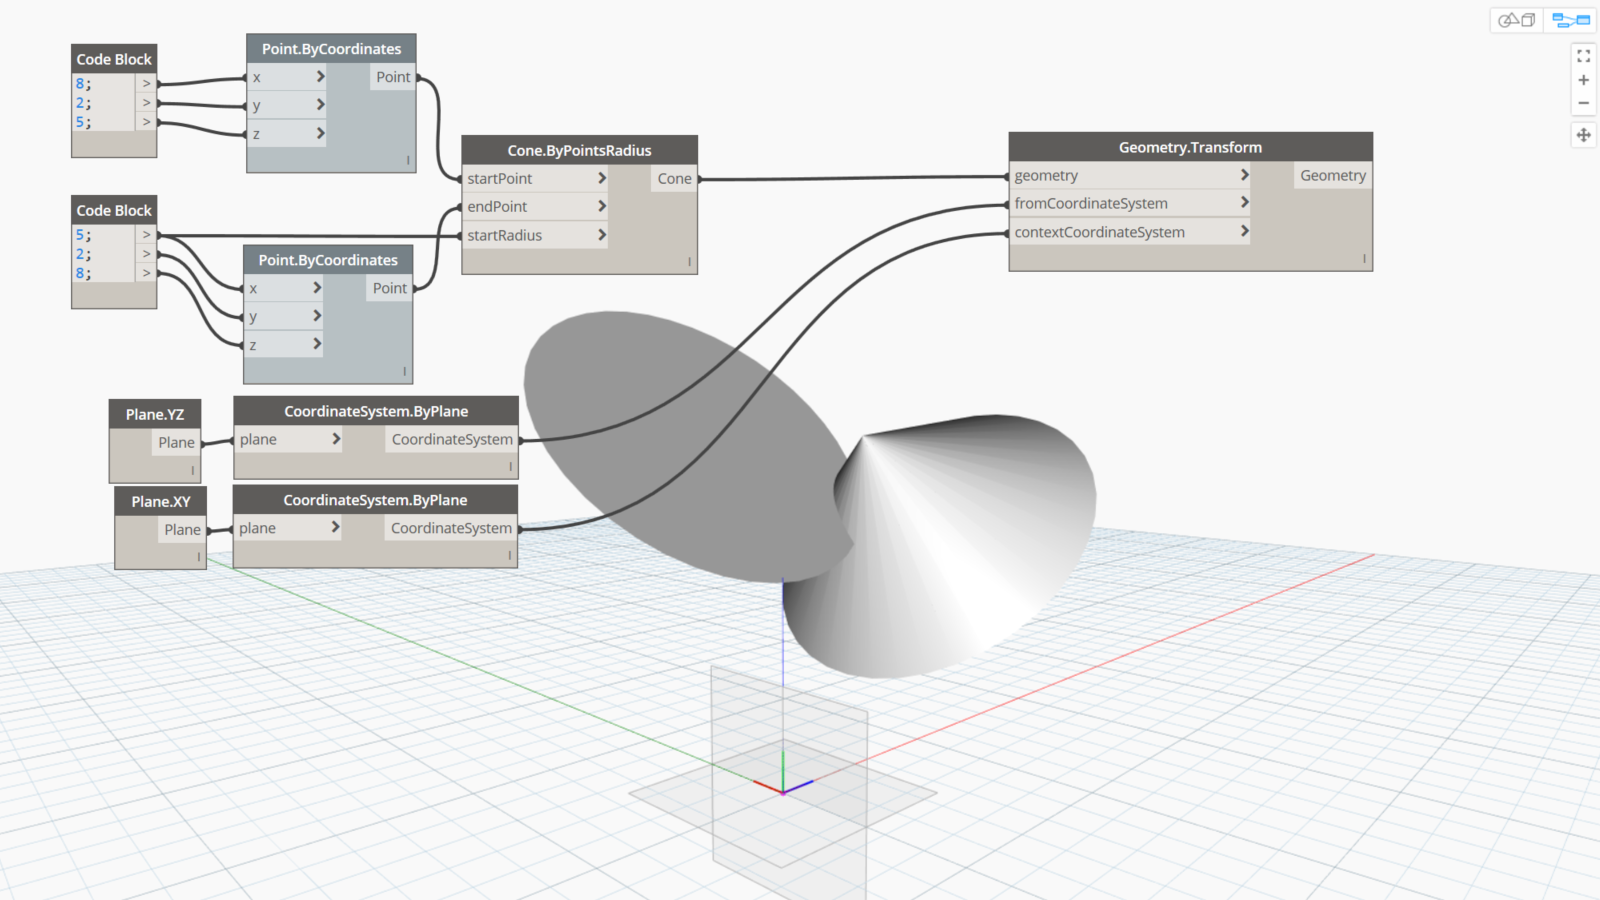 Code Block
8; >
2; >
5; >
Point.ByCoordinates
x > Point
y >
z >
l
Code Block
5; >
2; >
8; >
Point.ByCoordinates
x > Point
y >
z >
l
Cone.ByPointsRadius
startPoint > Cone
endPoint >
startRadius >
l
Geometry.Transform
geometry > Geometry
fromCoordinateSystem >
contextCoordinateSystem >
l
Plane.YZ
Plane
l
CoordinateSystem.ByPlane
plane > CoordinateSystem
l
Plane.XY
Plane
l
CoordinateSystem.ByPlane
plane > CoordinateSystem
l